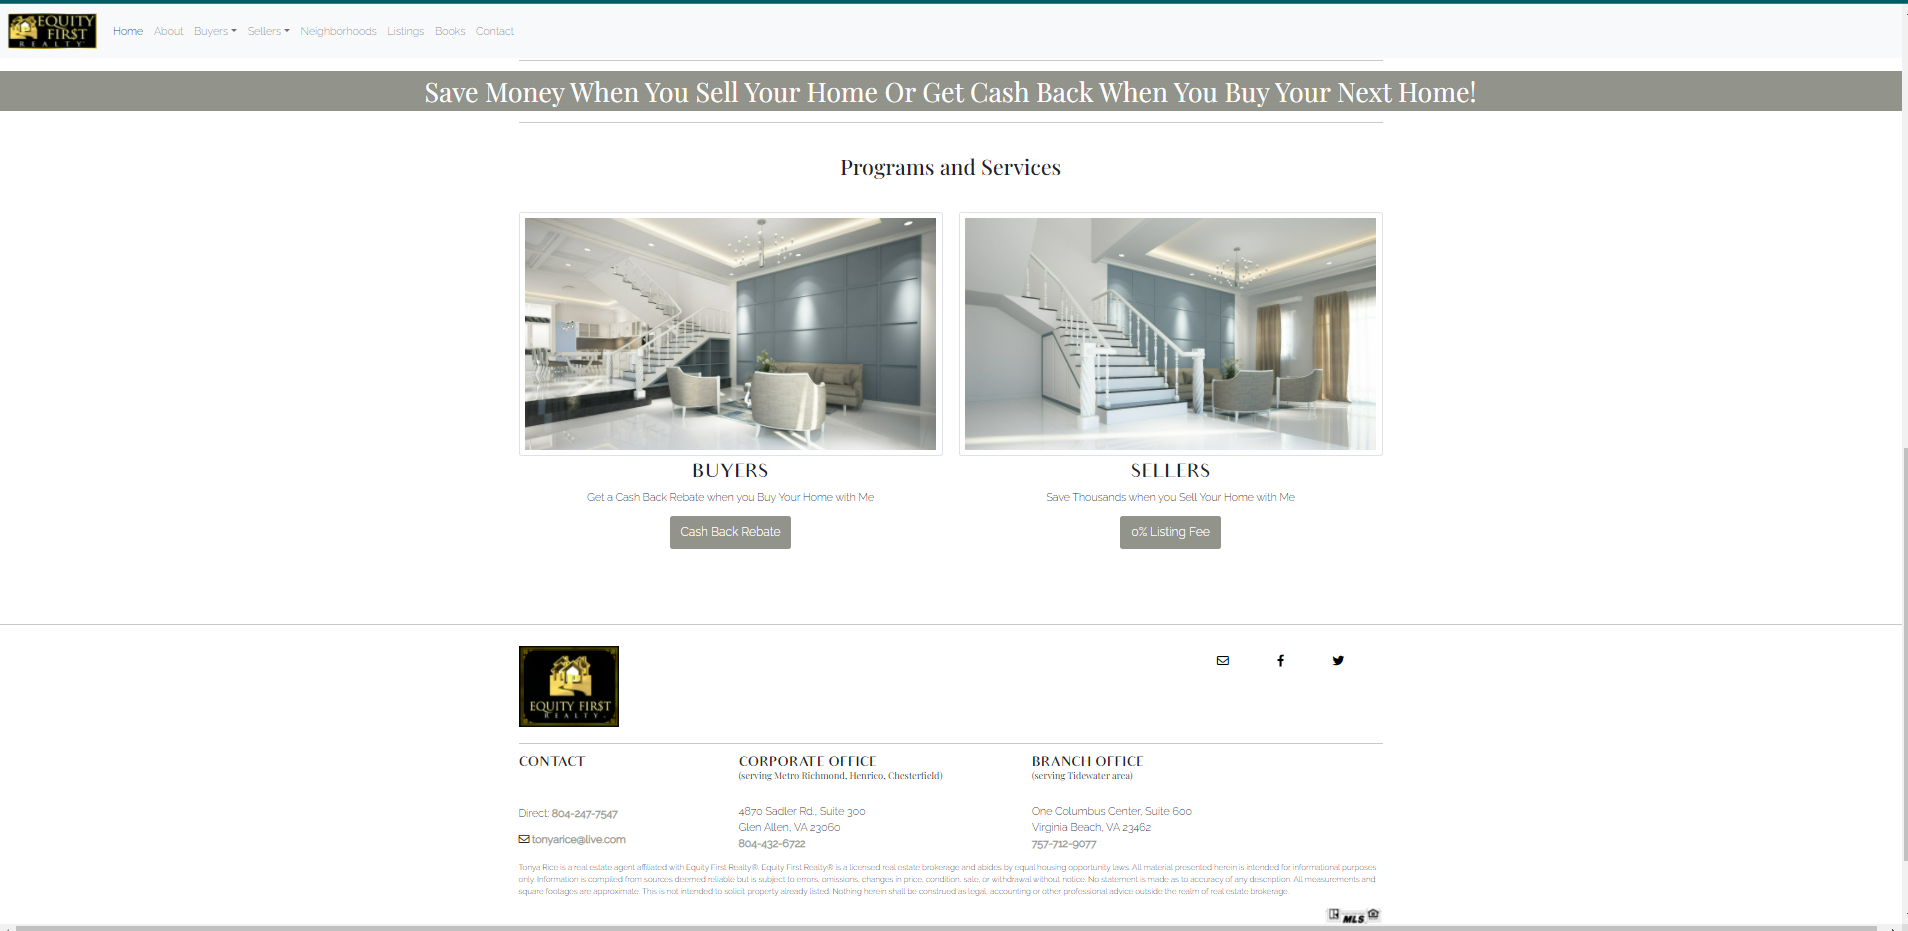 EQUITY
FIR$T
REALTY
Home About Buyers Sellers Neighborhoods Listings Books Contact
Save Money When You Sell Your Home Or Get Cash Back When You Buy Your Next Home!
Programs and Services
BUYERS
Get a Cash Back Rebate when you Buy Your Home with Me
Cash Back Rebate
SELLERS
Save Thousands when you Sell Your Home with Me
0% Listing Fee
EQUITY FIR$T
REALTY
CONTACT
Direct: 804-247-7547
tonyarice@live.com
CORPORATE OFFICE
(serving Metro Richmond, Henrico, Chesterfield)
4870 Sadler Rd., Suite 300
Glen Allen, VA 23060
804-432-6722
BRANCH OFFICE
(serving Tidewater area)
One Columbus Center, Suite 600
Virginia Beach, VA 23462
757-712-9077
Tonya Rice is a real estate agent affiliated with Equity First Realty®. Equity First Realty® is a licensed real estate brokerage and abides by equal housing opportunity laws. All material presented herein is intended for informational purposes
only. Information is compiled from sources deemed reliable but is subject to errors, omissions, changes in price, condition, sale, or withdrawal without notice. No statement is made as to accuracy of any description. All measurements and
square footages are approximate. This is not intended to solicit property already listed. Nothing herein shall be construed as legal, accounting or other professional advice outside the realm of real estate brokerage.
MLS